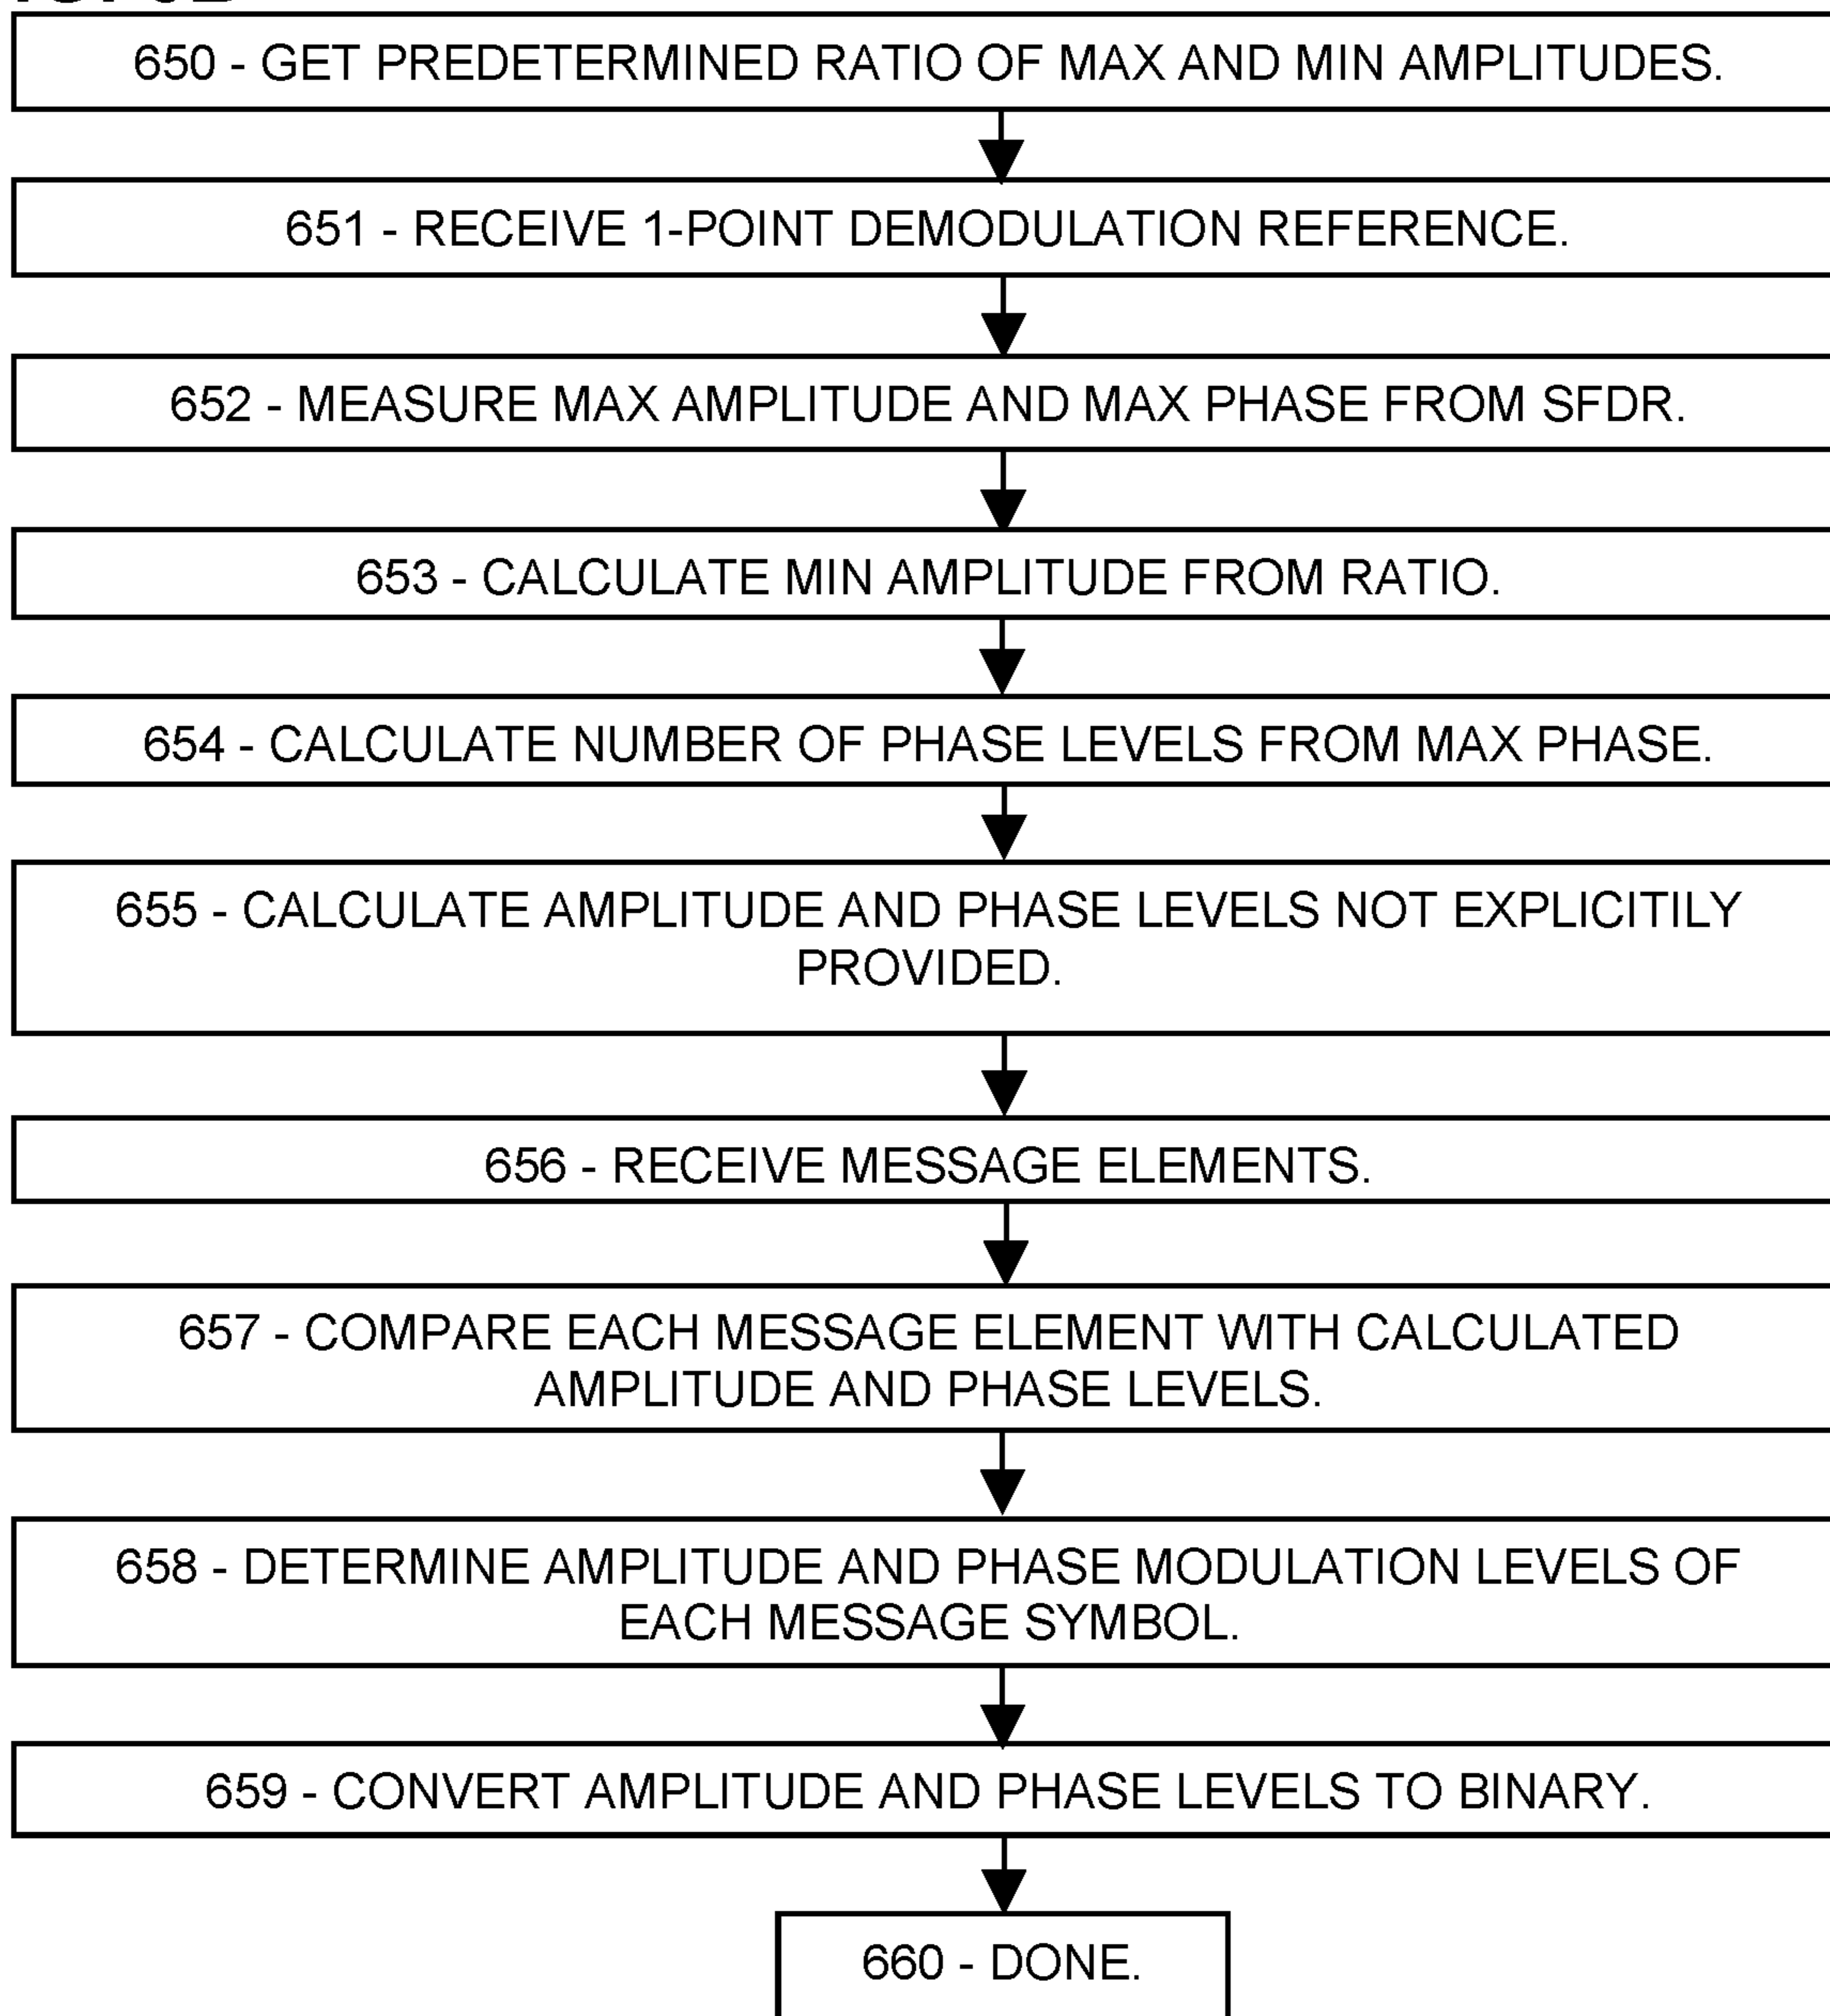 650 - GET PREDETERMINED RATIO OF MAX AND MIN AMPLITUDES.
651 - RECEIVE 1-POINT DEMODULATION REFERENCE.
652 - MEASURE MAX AMPLITUDE AND MAX PHASE FROM SFDR.
653 - CALCULATE MIN AMPLITUDE FROM RATIO.
654 - CALCULATE NUMBER OF PHASE LEVELS FROM MAX PHASE.
655 - CALCULATE AMPLITUDE AND PHASE LEVELS NOT EXPLICITILY
PROVIDED.
656 - RECEIVE MESSAGE ELEMENTS.
657 - COMPARE EACH MESSAGE ELEMENT WITH CALCULATED
AMPLITUDE AND PHASE LEVELS.
658 - DETERMINE AMPLITUDE AND PHASE MODULATION LEVELS OF
EACH MESSAGE SYMBOL.
659 - CONVERT AMPLITUDE AND PHASE LEVELS TO BINARY.
660 - DONE.